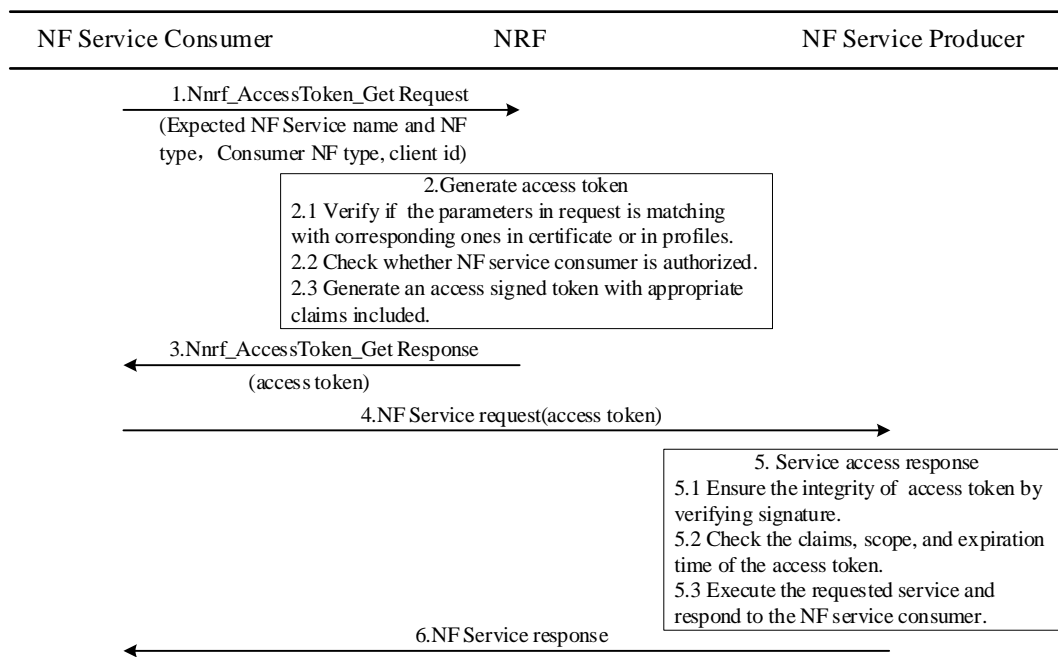 NF Service Consumer NRF NF Service Producer
1.Nnrf_AccessToken_Get Request
(Expected NF Service name and NF
type，Consumer NF type, client id)
2.Generate access token
2.1 Verify if the parameters in request is matching
with corresponding ones in certificate or in profiles.
2.2 Check whether NF service consumer is authorized.
2.3 Generate an access signed token with appropriate
claims included.
3.Nnrf_AccessToken_Get Response
(access token)
4.NF Service request(access token)
5. Service access response
5.1 Ensure the integrity of access token by
verifying signature.
5.2 Check the claims, scope, and expiration
time of the access token.
5.3 Execute the requested service and
respond to the NF service consumer.
6.NF Service response